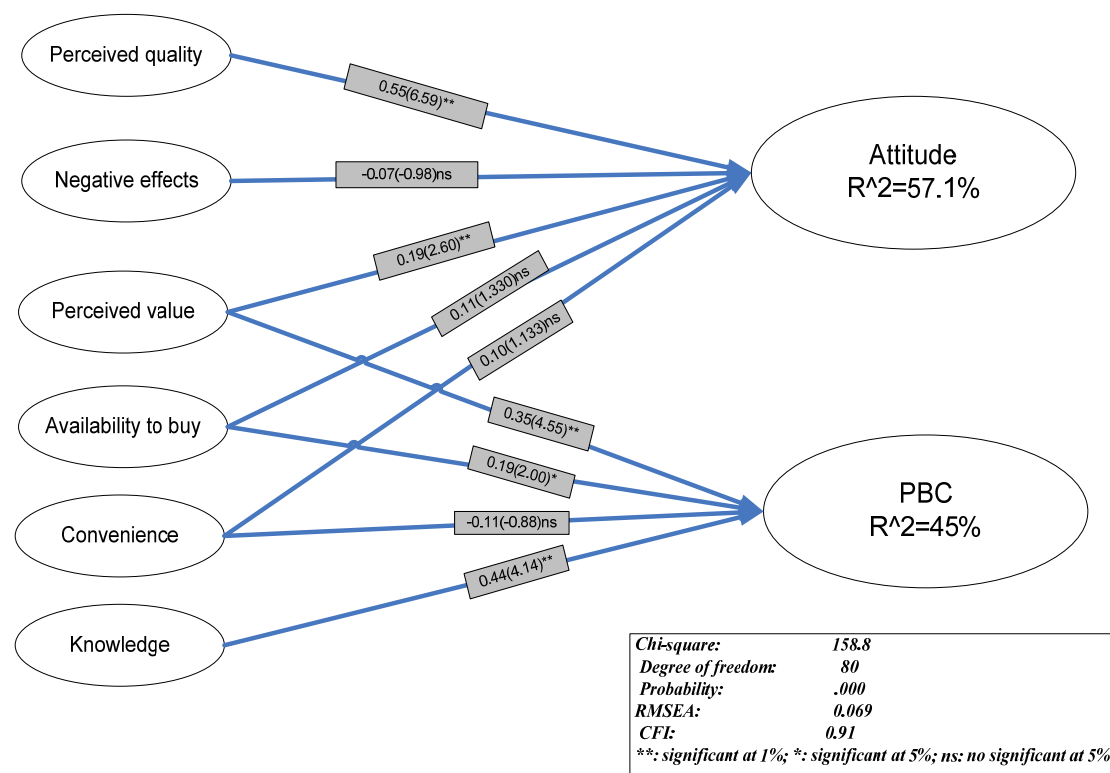 Perceived quality
0.55(6.59)**
Attitude
R^2=57.1%
Negative effects
-0.07(-0.98)ns
0.19(2.60)**
Perceived value
0.11(1.330)ns
0.10(1.133)ns
Availability to buy
0.35(4.55)**
0.19(2.00)*
PBC
R^2=45%
Convenience
-0.11(-0.88)ns
0.44(4.14)**
Knowledge
Chi-square: 158.8
Degree of freedom: 80
Probability: .000
RMSEA: 0.069
CFI: 0.91
**: significant at 1%; *: significant at 5%; ns: no significant at 5%